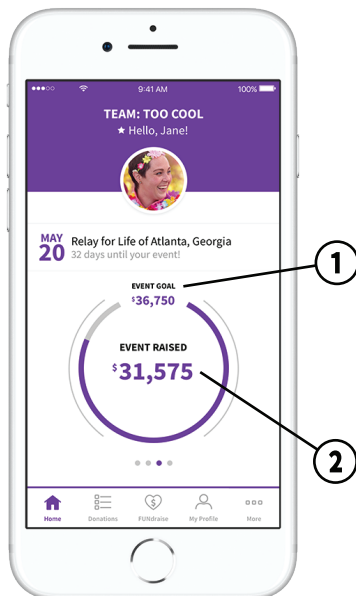 9:41 AM
100%
TEAM: TOO COOL
★ Hello, Jane!
MAY
20
Relay for Life of Atlanta, Georgia
32 days until your event!
1
EVENT GOAL
$36,750
EVENT RAISED
$31,575
2
Home
Donations
FUNdraise
My Profile
More